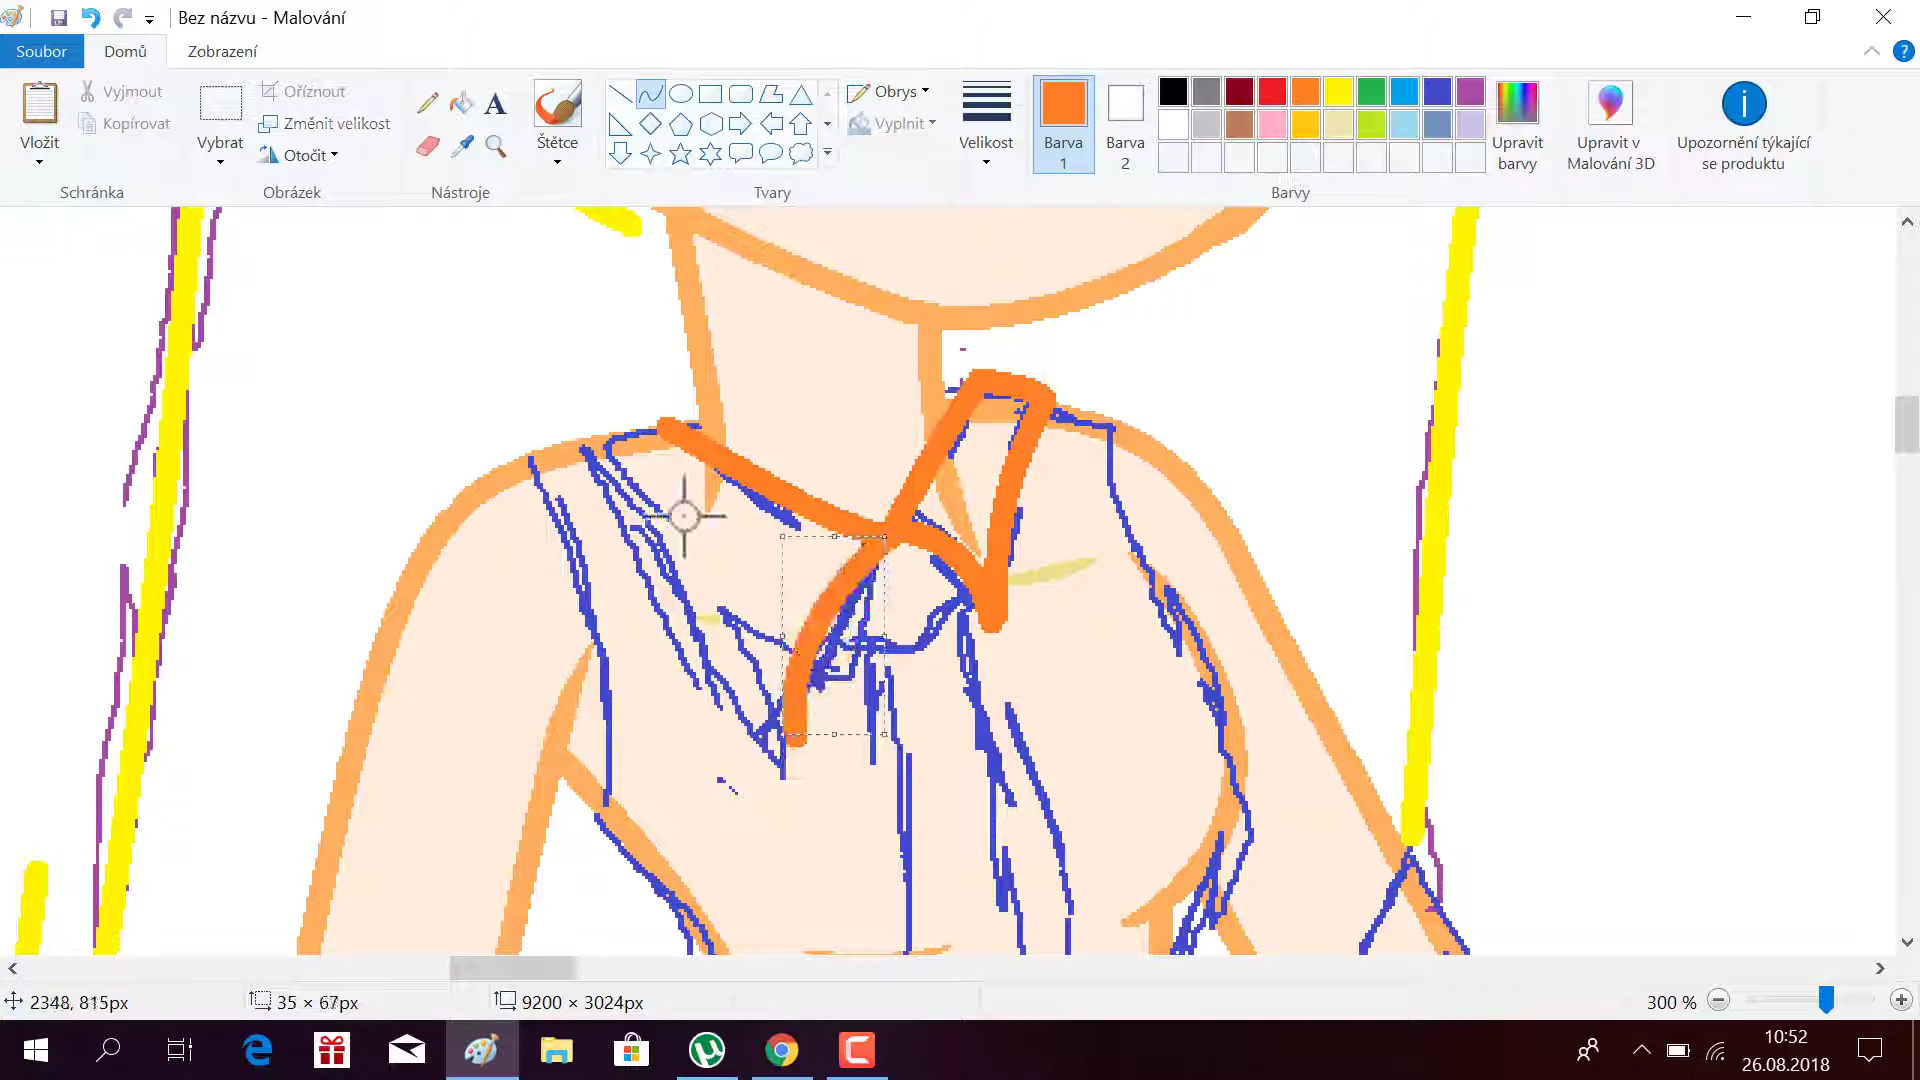 Bez názvu - Malování
Soubor Domů Zobrazení
Vložit
Vyjmout
Kopírovat
Schránka
Vybrat
Oříznout
Změnit velikost
Otočit
Obrázek
A
Nástroje
Štětce
Tvary
Obrys
Vyplnit
Velikost
Barva
1
Barva
2
Barvy
Upravit
barvy
Upravit v
Malování 3D
Upozornění týkající
se produktu
2348, 815px 35 × 67px 9200 × 3024px 300 %
10:52
26.08.2018